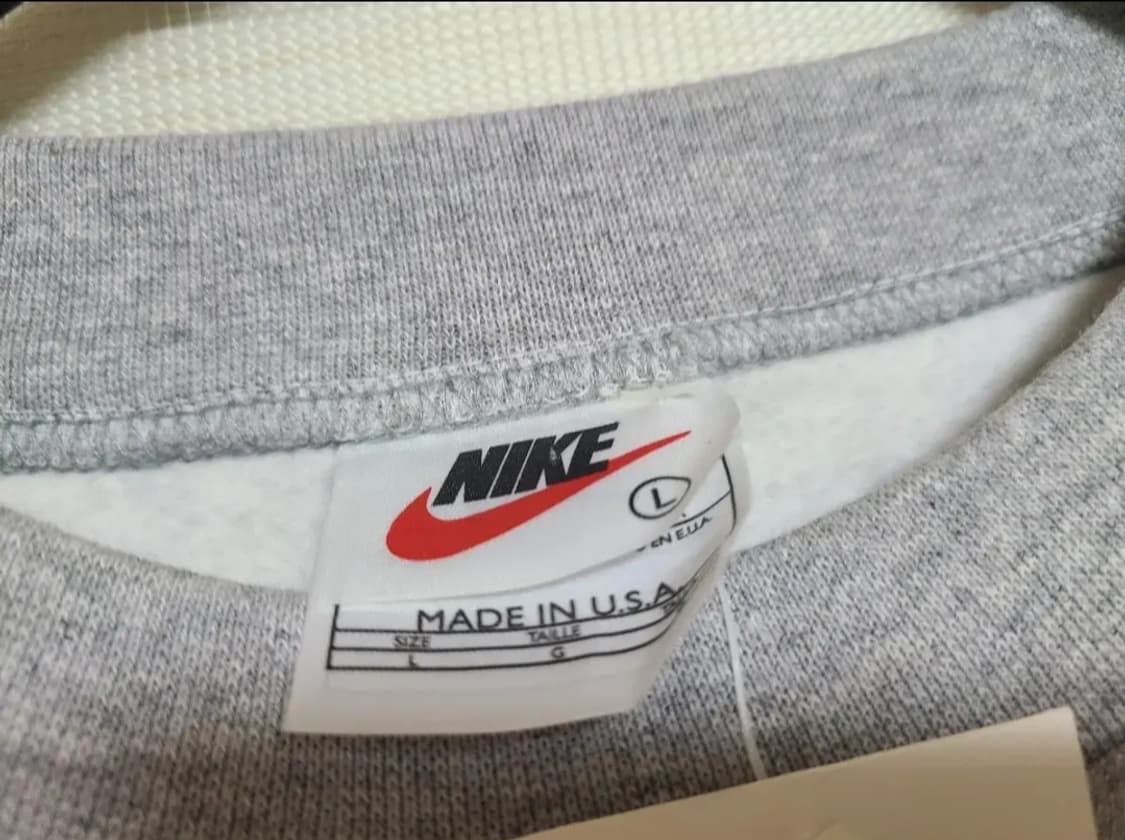 NIKE
L
EN E.U.A.
MADE IN U.S.A.
SIZE TAILLE
L G